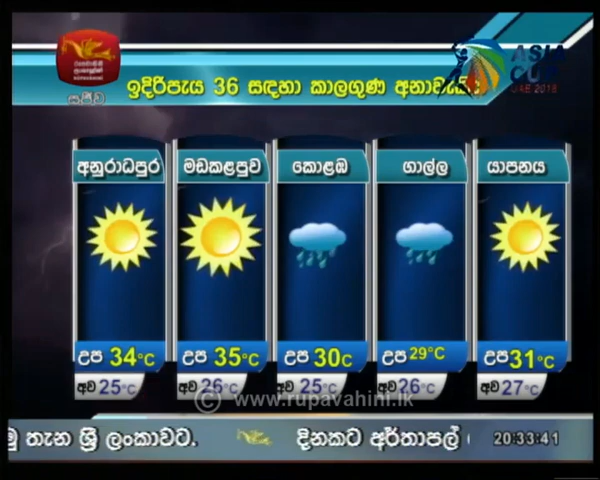 ASIA
CUP
UAE 2018
සජීව
ඉදිරිපැය 36 සඳහා කාලගුණ
අනුරාධපුර මඩකළපුව කොළඹ ගාල්ල යාපනය
උප 34°C උප 35°C උප 30C උප 29°C උප 31°C
අව 25°C අව 26°C අව 25°C අව 26°C අව 27°C
© www.rupavahini.lk
තැන ශ්‍රී ලංකාවට. දිනකට අර්තාපල් 20:33:41